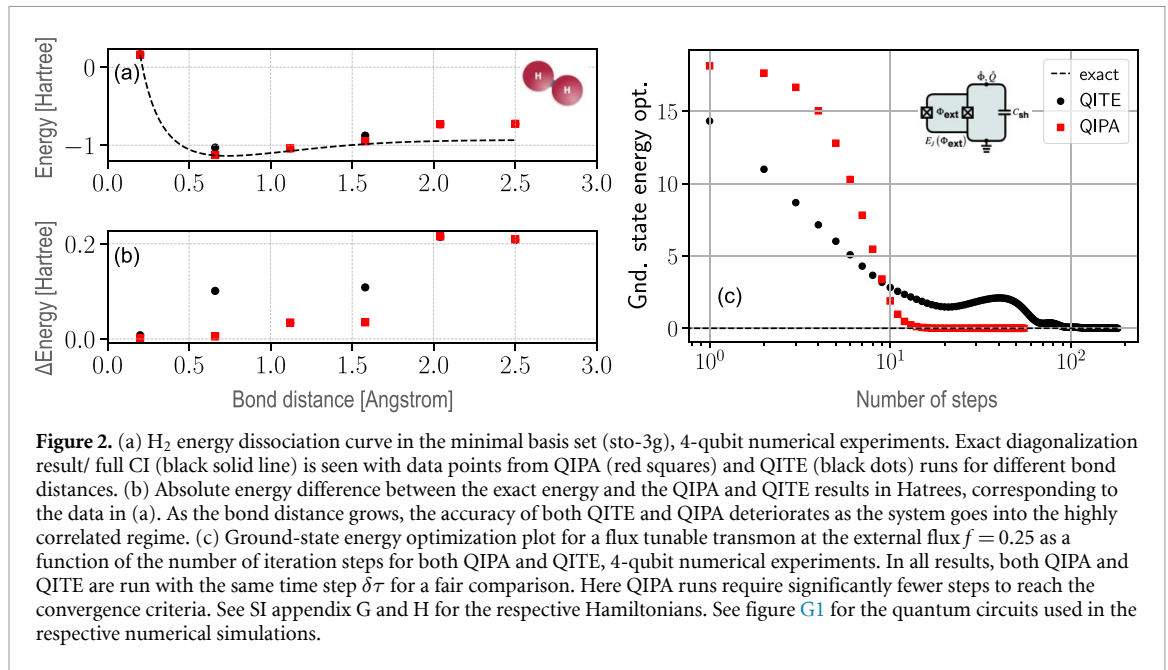 Energy [Hartree]
0
−1
(a)
H
H
0.0 0.5 1.0 1.5 2.0 2.5 3.0
ΔEnergy [Hartree]
0.2
0.0
(b)
0.0 0.5 1.0 1.5 2.0 2.5 3.0
Bond distance [Angstrom]
Gnd. state energy opt.
15
10
5
0
(c)
Φ̂, Q̂
Φext
Csh
EJ(Φext)
exact
QITE
QIPA
10⁰ 10¹ 10²
Number of steps
Figure 2. (a) H₂ energy dissociation curve in the minimal basis set (sto-3g), 4-qubit numerical experiments. Exact diagonalization
result/ full CI (black solid line) is seen with data points from QIPA (red squares) and QITE (black dots) runs for different bond
distances. (b) Absolute energy difference between the exact energy and the QIPA and QITE results in Hatrees, corresponding to
the data in (a). As the bond distance grows, the accuracy of both QITE and QIPA deteriorates as the system goes into the highly
correlated regime. (c) Ground-state energy optimization plot for a flux tunable transmon at the external flux f = 0.25 as a
function of the number of iteration steps for both QIPA and QITE, 4-qubit numerical experiments. In all results, both QIPA and
QITE are run with the same time step δτ for a fair comparison. Here QIPA runs require significantly fewer steps to reach the
convergence criteria. See SI appendix G and H for the respective Hamiltonians. See figure G1 for the quantum circuits used in the
respective numerical simulations.